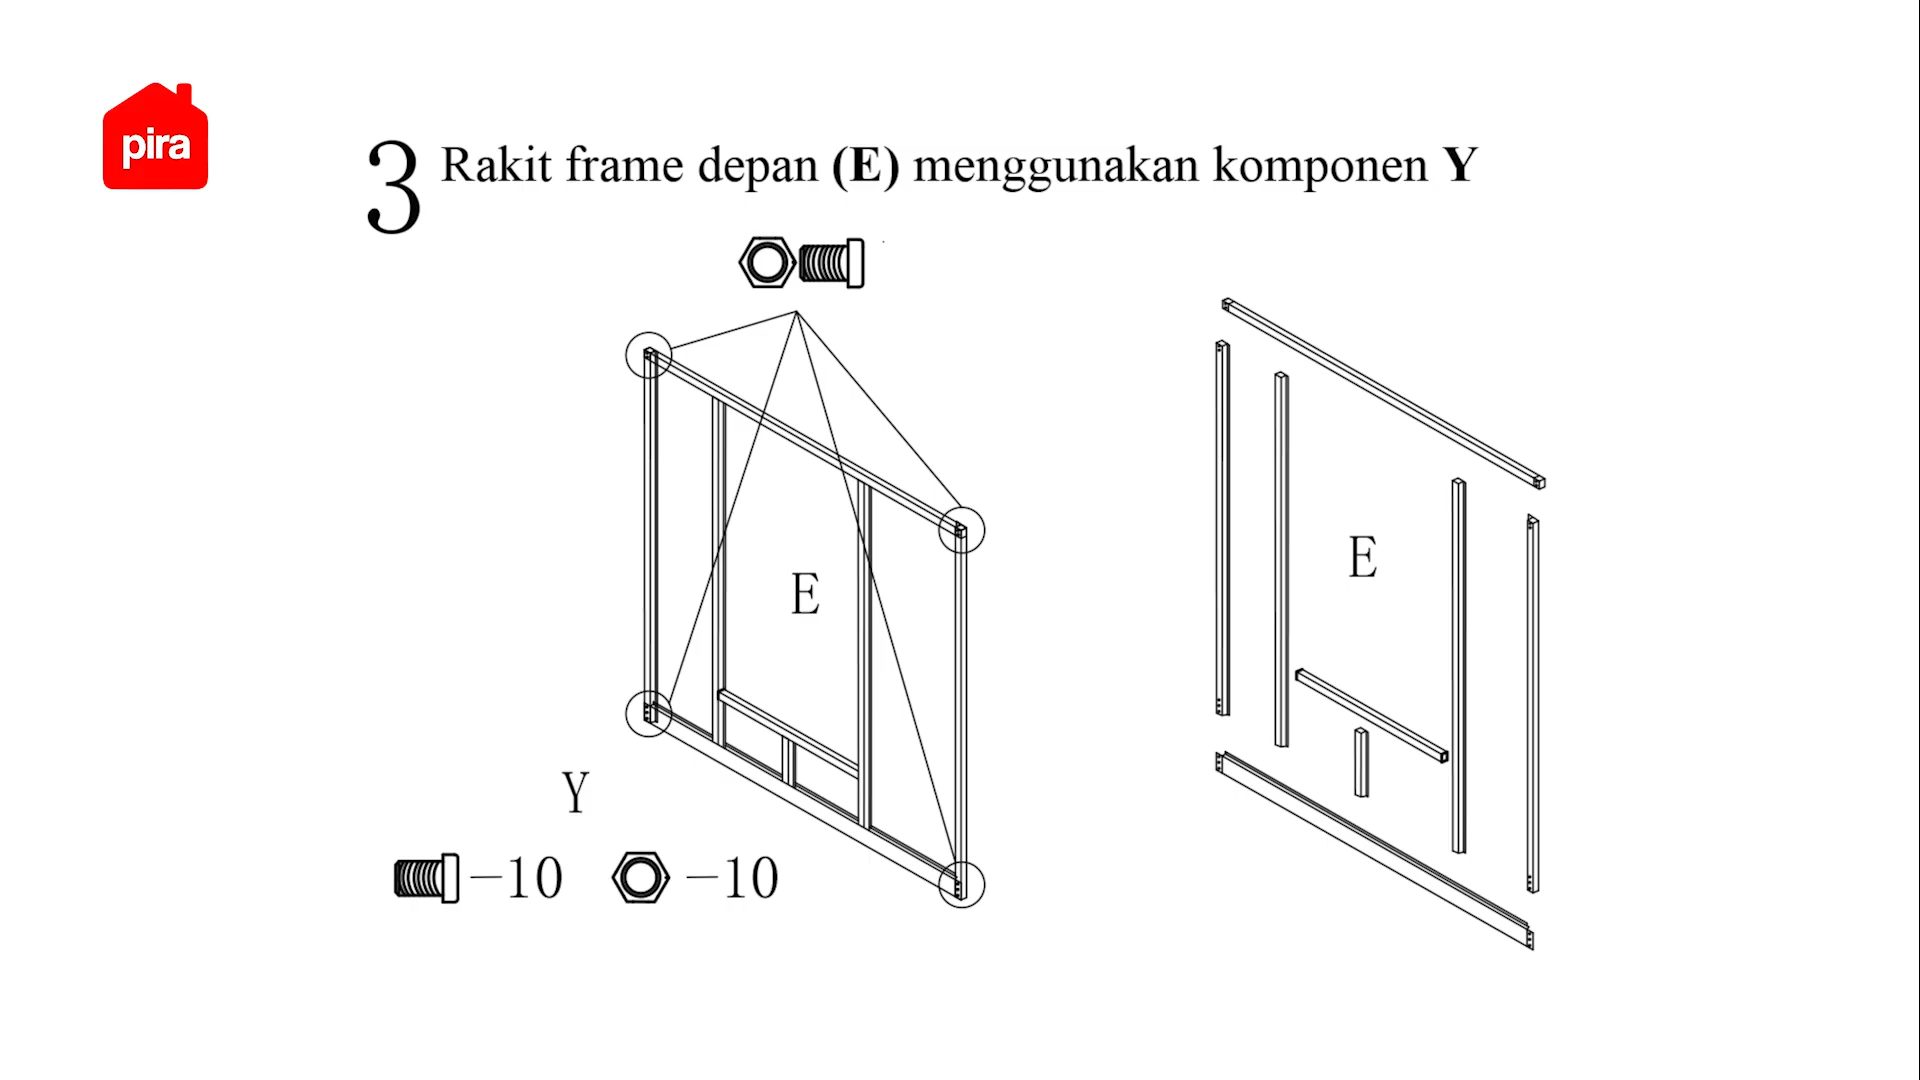 pira
3 Rakit frame depan (E) menggunakan komponen Y
E
E
Y
–10 –10